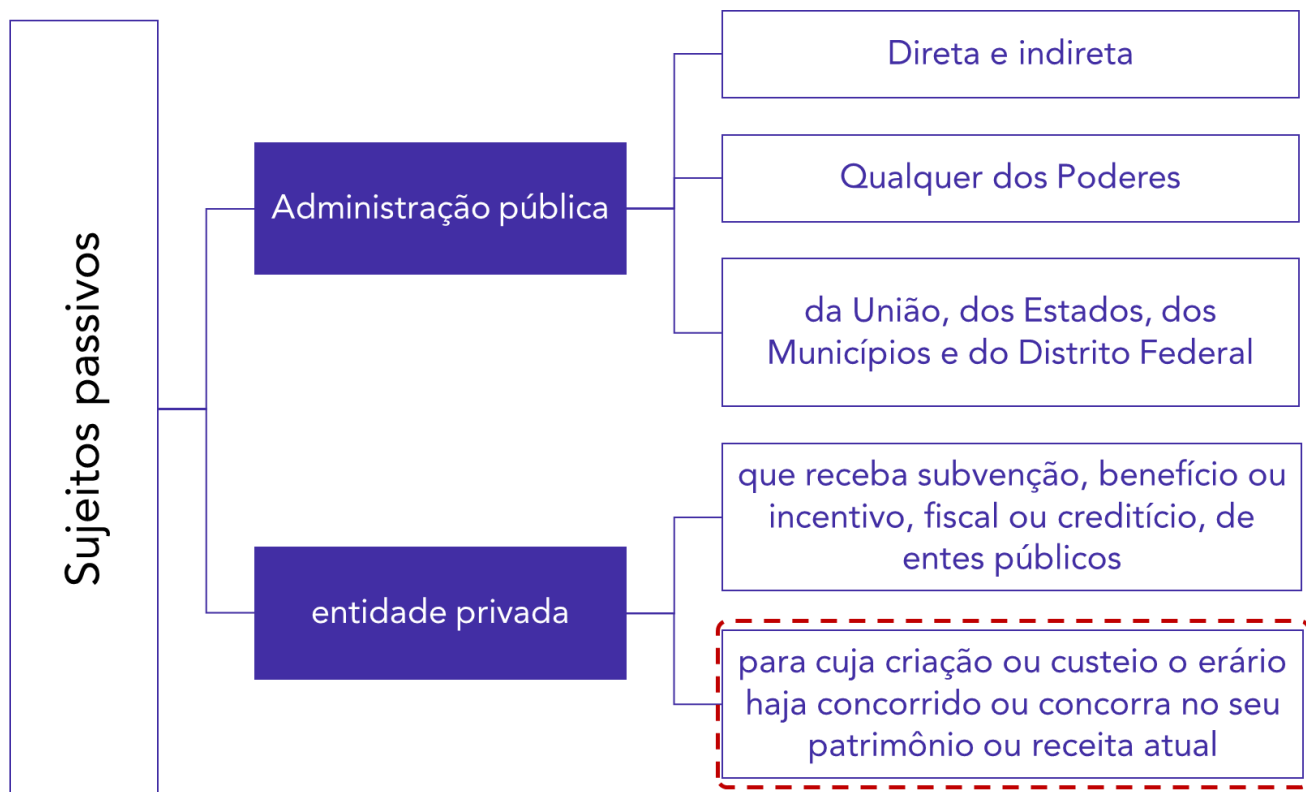 Sujeitos passivos
Administração pública
Direta e indireta
Qualquer dos Poderes
da União, dos Estados, dos
Municípios e do Distrito Federal
entidade privada
que receba subvenção, benefício ou
incentivo, fiscal ou creditício, de
entes públicos
para cuja criação ou custeio o erário
haja concorrido ou concorra no seu
patrimônio ou receita atual